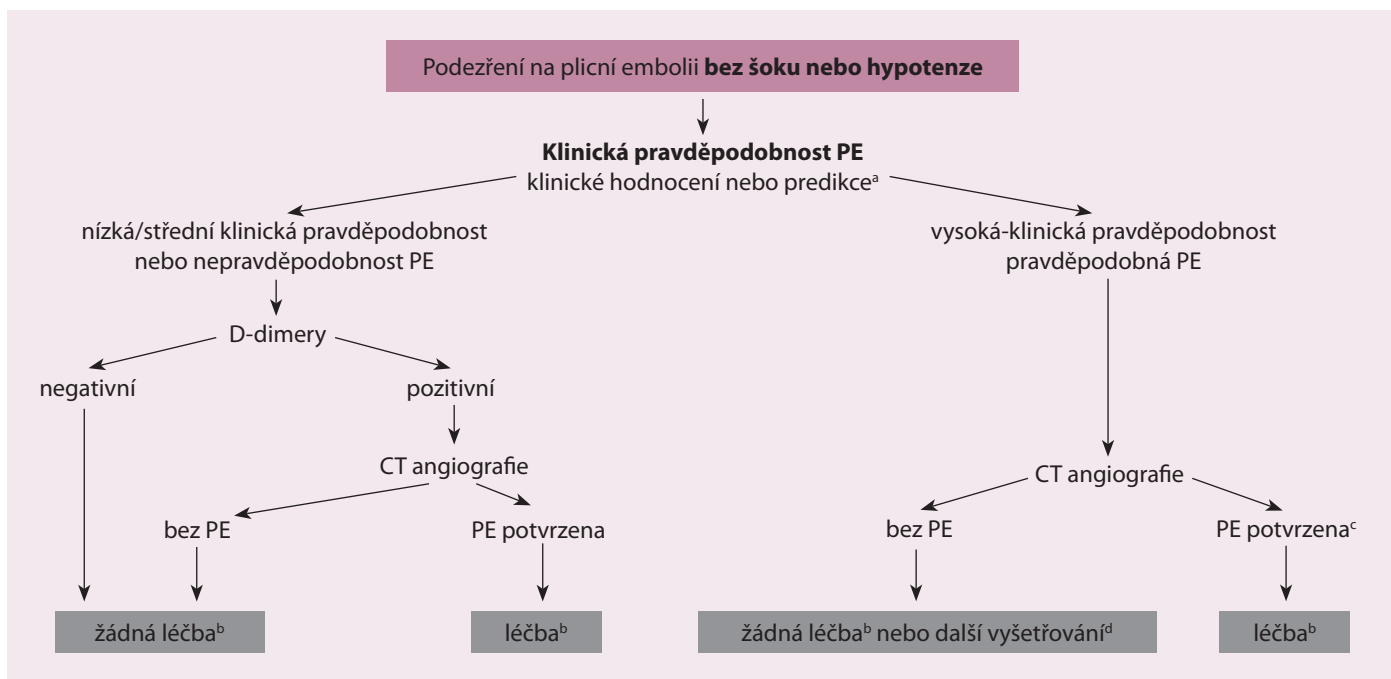 Podezření na plicní embolii bez šoku nebo hypotenze
Klinická pravděpodobnost PE
klinické hodnocení nebo predikceᵃ
nízká/střední klinická pravděpodobnost
nebo nepravděpodobnost PE
vysoká-klinická pravděpodobnost
pravděpodobná PE
D-dimery
negativní
pozitivní
CT angiografie
CT angiografie
bez PE
PE potvrzena
bez PE
PE potvrzenaᶜ
žádná léčbaᵇ
léčbaᵇ
žádná léčbaᵇ nebo další vyšetřováníᵈ
léčbaᵇ